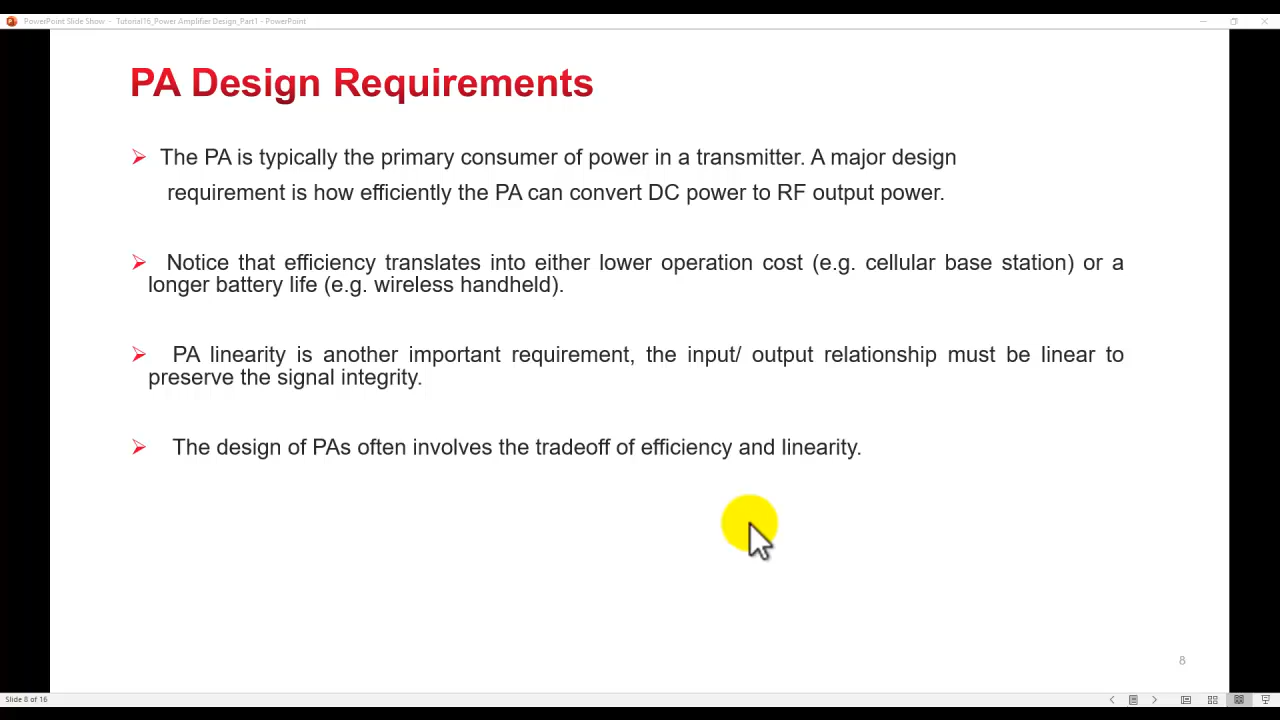 PowerPoint Slide Show - Tutorial16_Power Amplifier Design_Part1 - PowerPoint
PA Design Requirements
The PA is typically the primary consumer of power in a transmitter. A major design
requirement is how efficiently the PA can convert DC power to RF output power.
Notice that efficiency translates into either lower operation cost (e.g. cellular base station) or a
longer battery life (e.g. wireless handheld).
PA linearity is another important requirement, the input/ output relationship must be linear to
preserve the signal integrity.
The design of PAs often involves the tradeoff of efficiency and linearity.
8
Slide 8 of 16